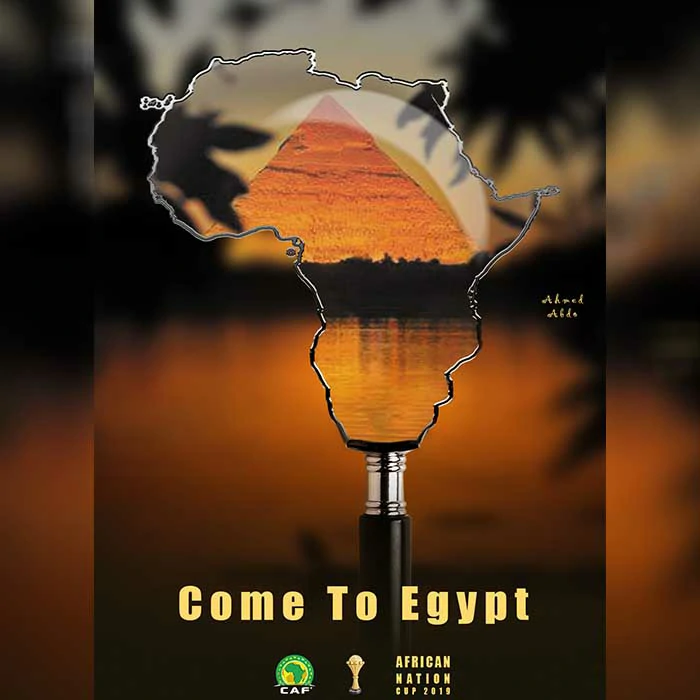 Ahmed
Abdo
Come To Egypt
CAF
AFRICAN
NATION
CUP 2019